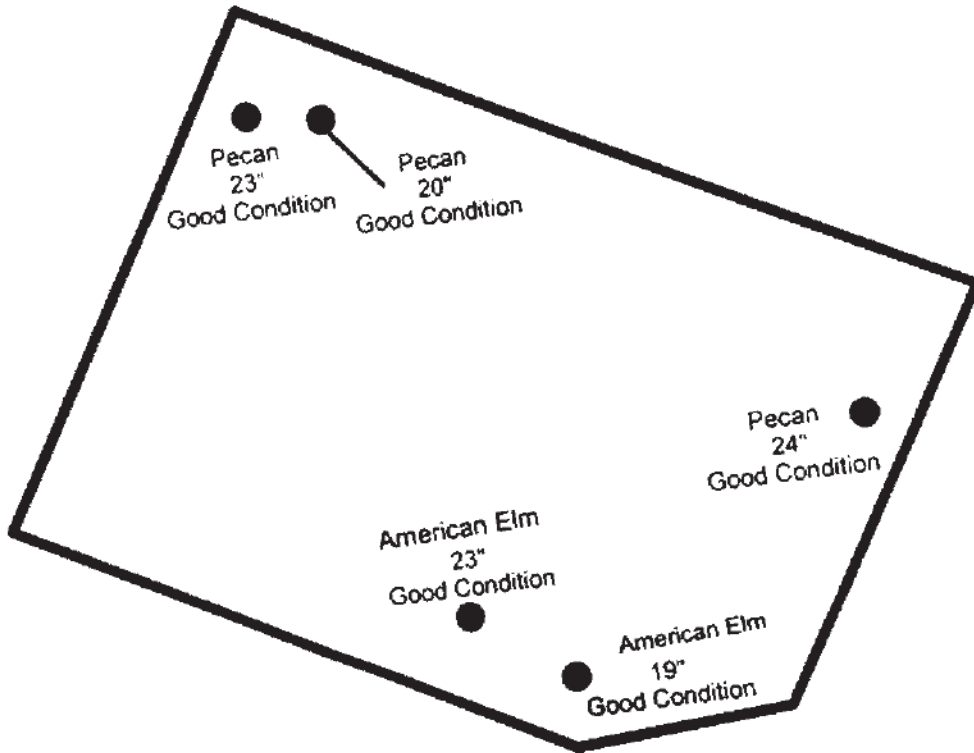 Pecan
23"
Good Condition
Pecan
20"
Good Condition
Pecan
24"
Good Condition
American Elm
23"
Good Condition
American Elm
19"
Good Condition